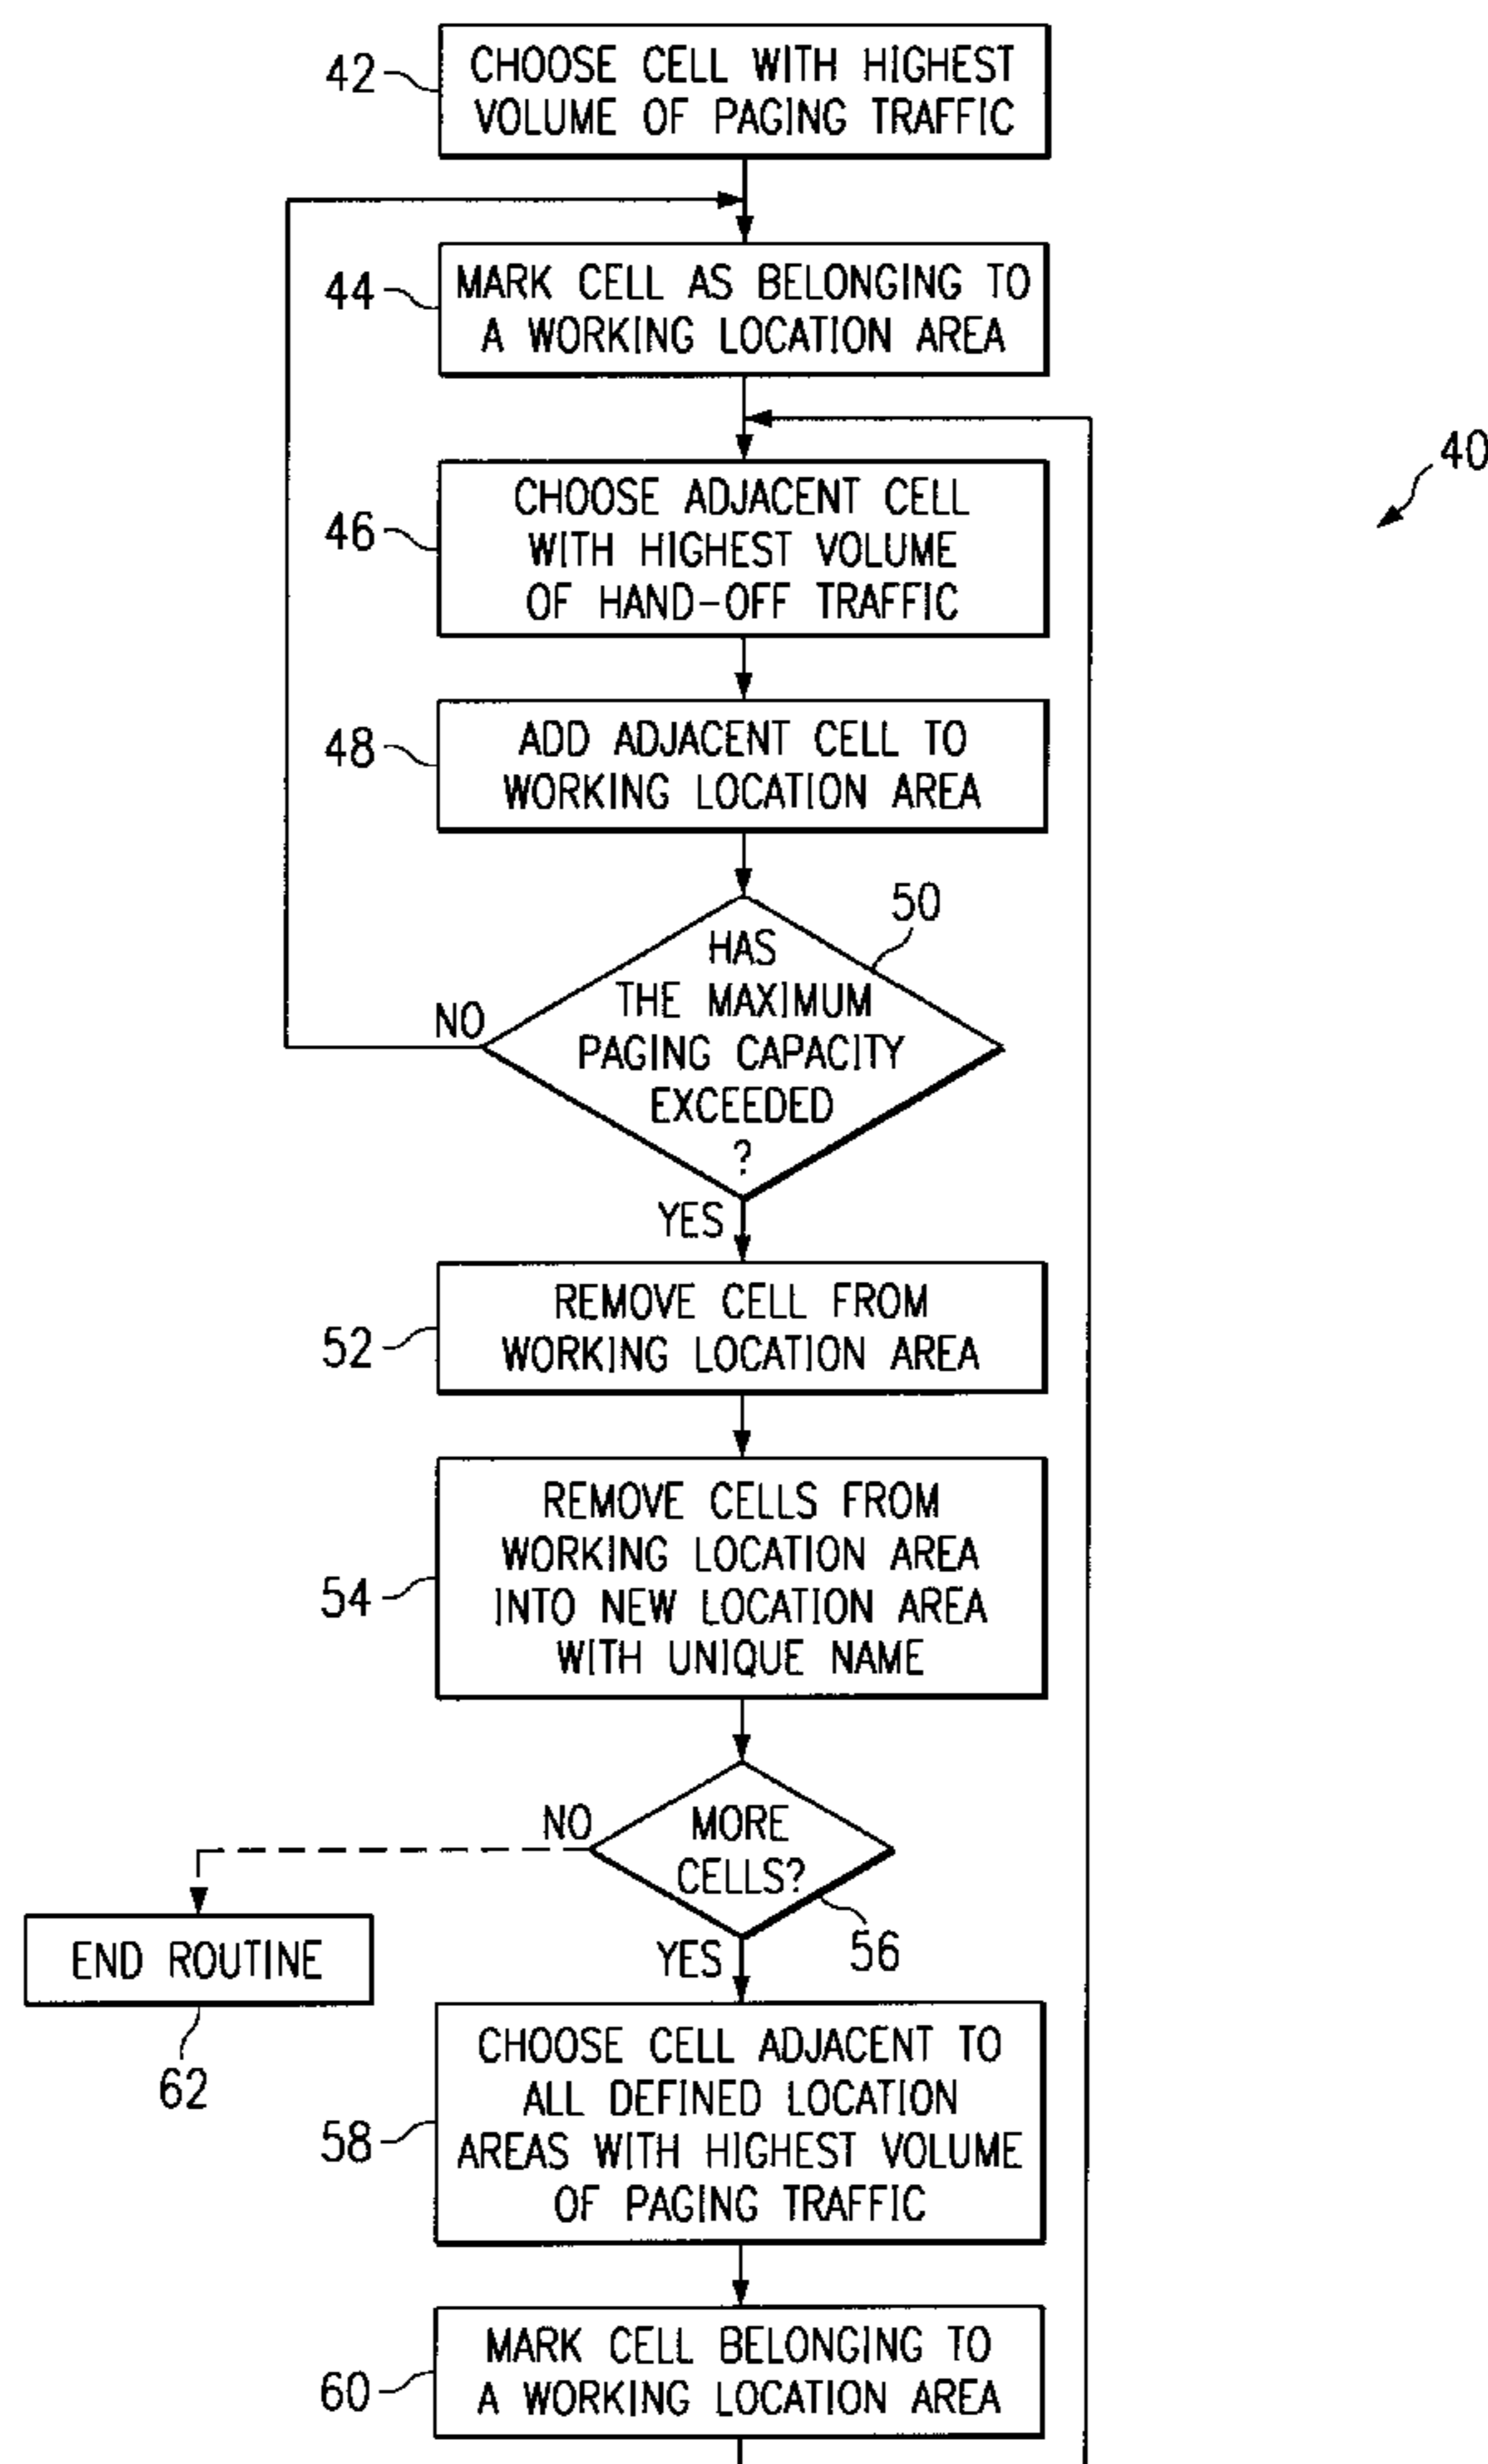 42
CHOOSE CELL WITH HIGHEST
VOLUME OF PAGING TRAFFIC
44
MARK CELL AS BELONGING TO
A WORKING LOCATION AREA
40
46
CHOOSE ADJACENT CELL
WITH HIGHEST VOLUME
OF HAND-OFF TRAFFIC
48
ADD ADJACENT CELL TO
WORKING LOCATION AREA
50
HAS
THE MAXIMUM
PAGING CAPACITY
EXCEEDED
?
NO
YES
52
REMOVE CELL FROM
WORKING LOCATION AREA
54
REMOVE CELLS FROM
WORKING LOCATION AREA
INTO NEW LOCATION AREA
WITH UNIQUE NAME
NO
MORE
CELLS?
56
YES
END ROUTINE
62
58
CHOOSE CELL ADJACENT TO
ALL DEFINED LOCATION
AREAS WITH HIGHEST VOLUME
OF PAGING TRAFFIC
60
MARK CELL BELONGING TO
A WORKING LOCATION AREA